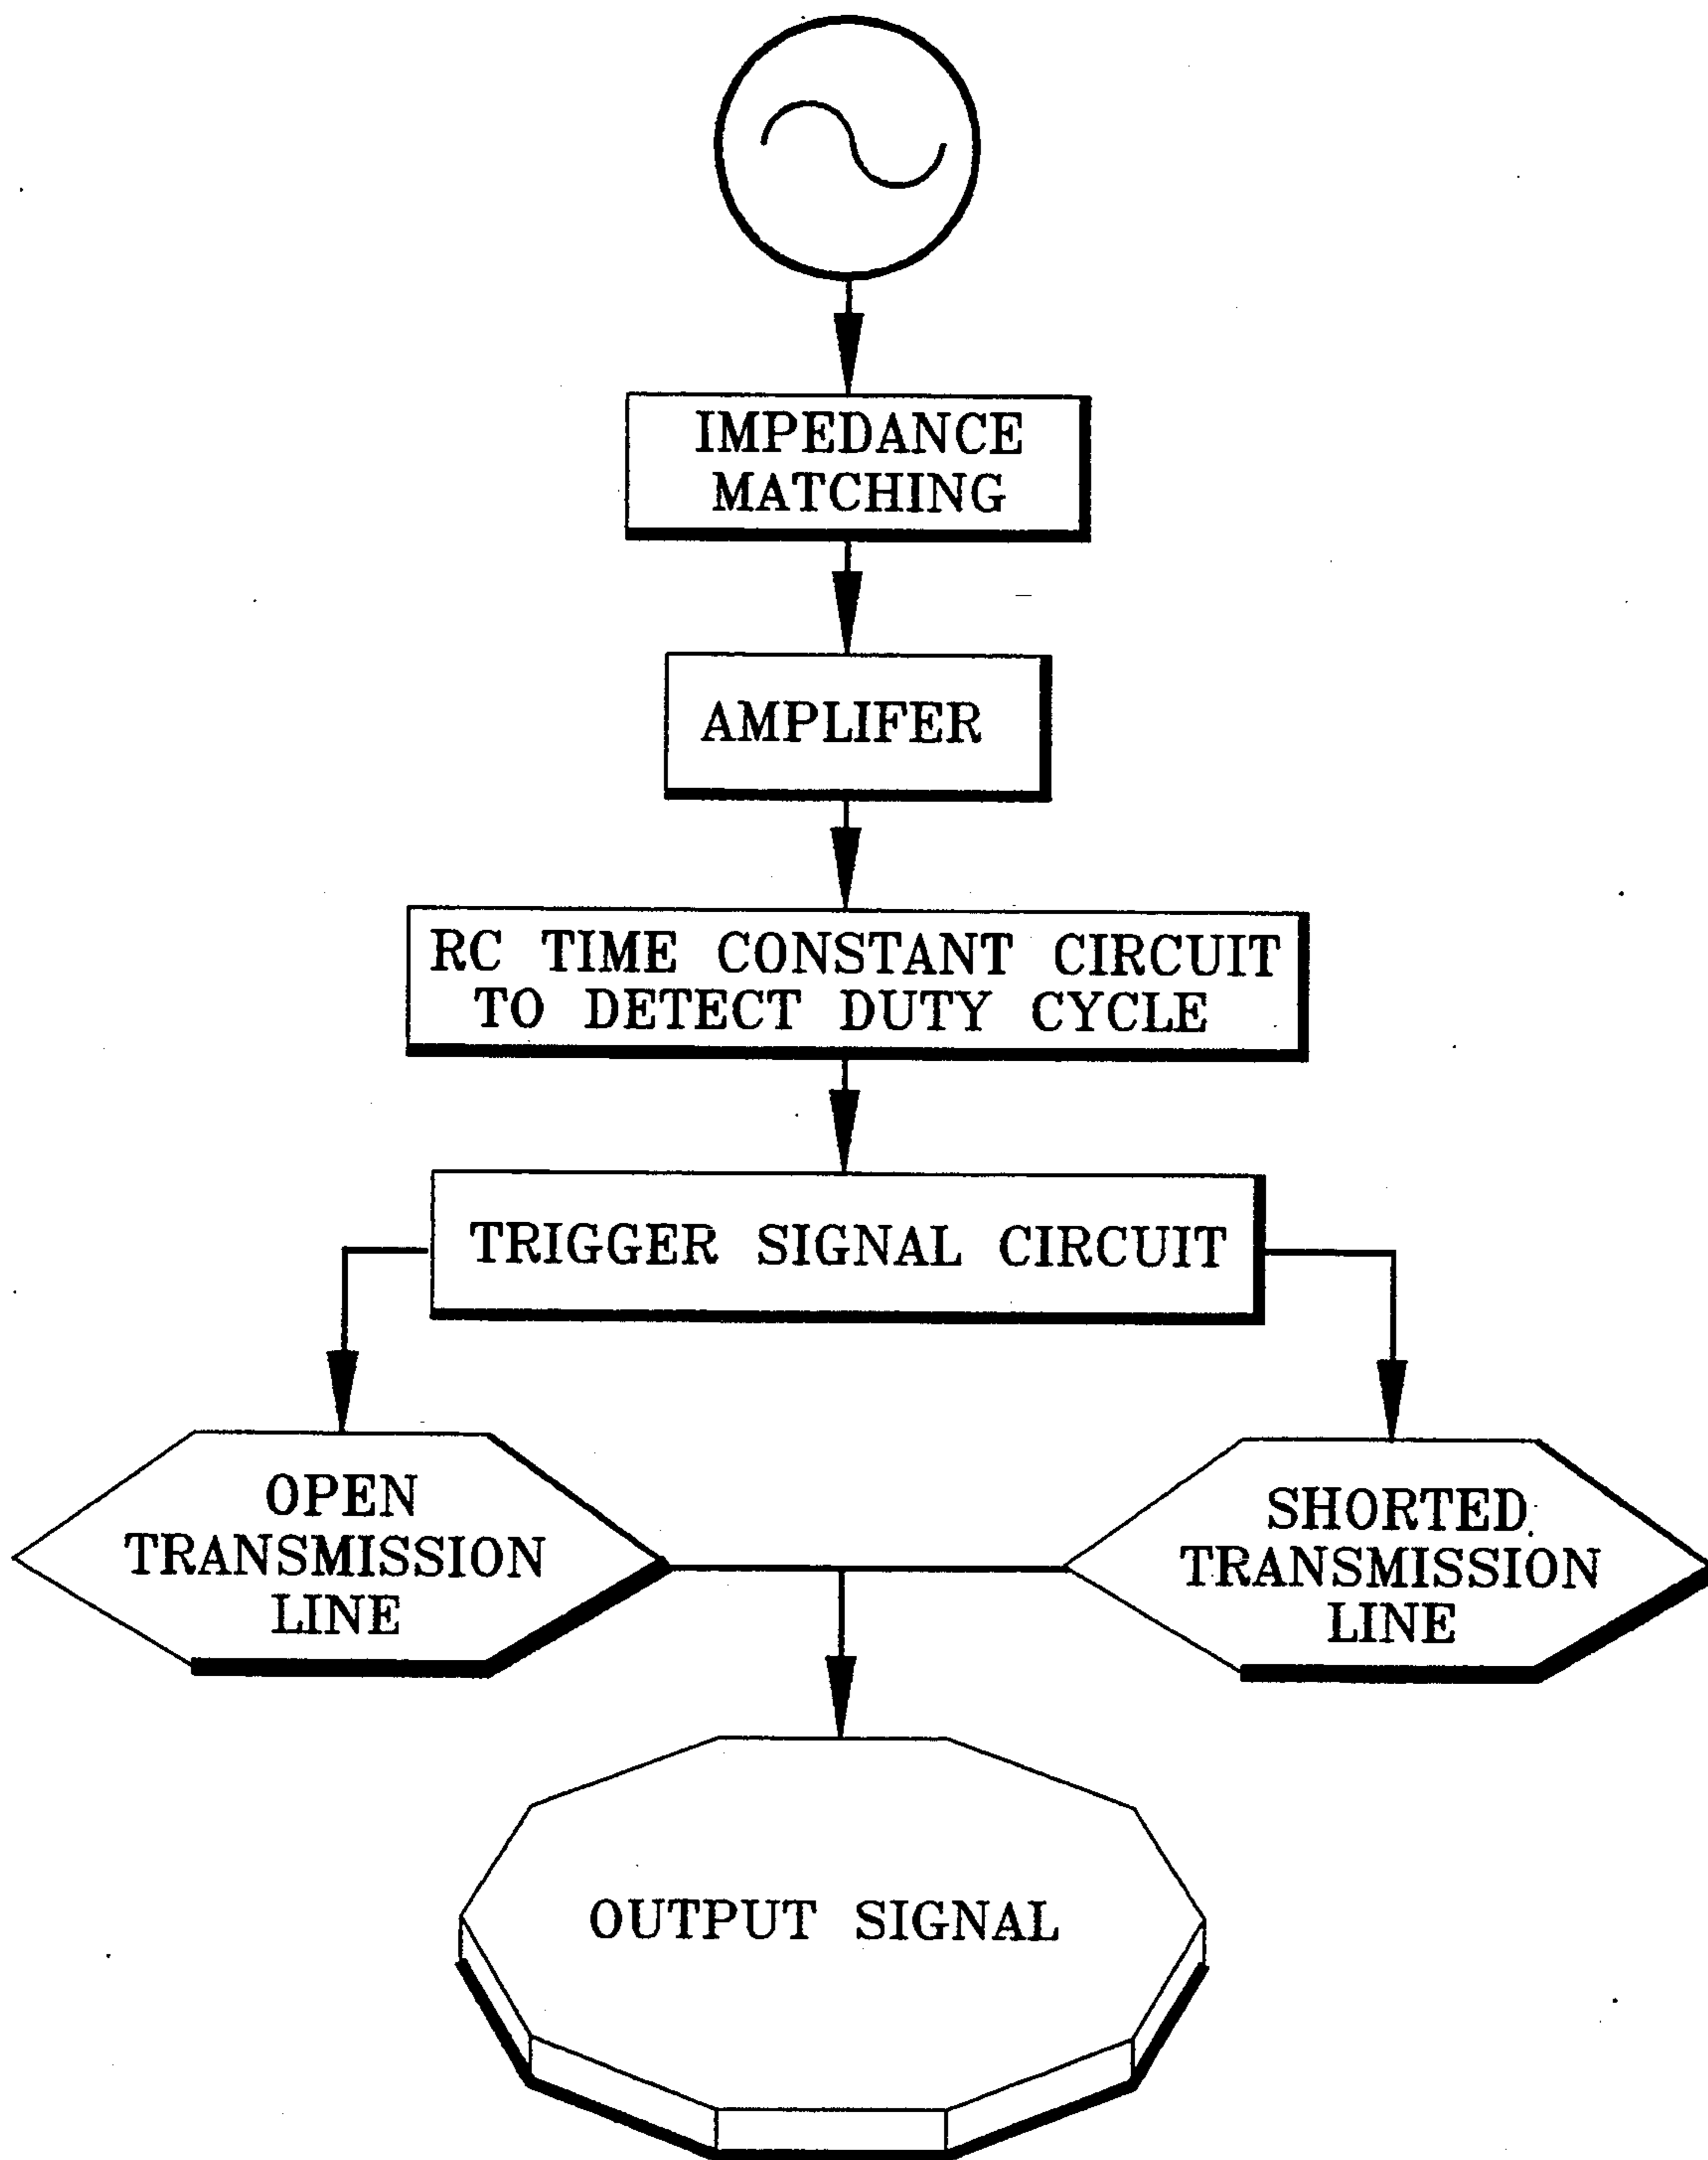 IMPEDANCE
MATCHING
AMPLIFER
RC TIME CONSTANT CIRCUIT
TO DETECT DUTY CYCLE
TRIGGER SIGNAL CIRCUIT
OPEN
TRANSMISSION
LINE
SHORTED
TRANSMISSION
LINE
OUTPUT SIGNAL